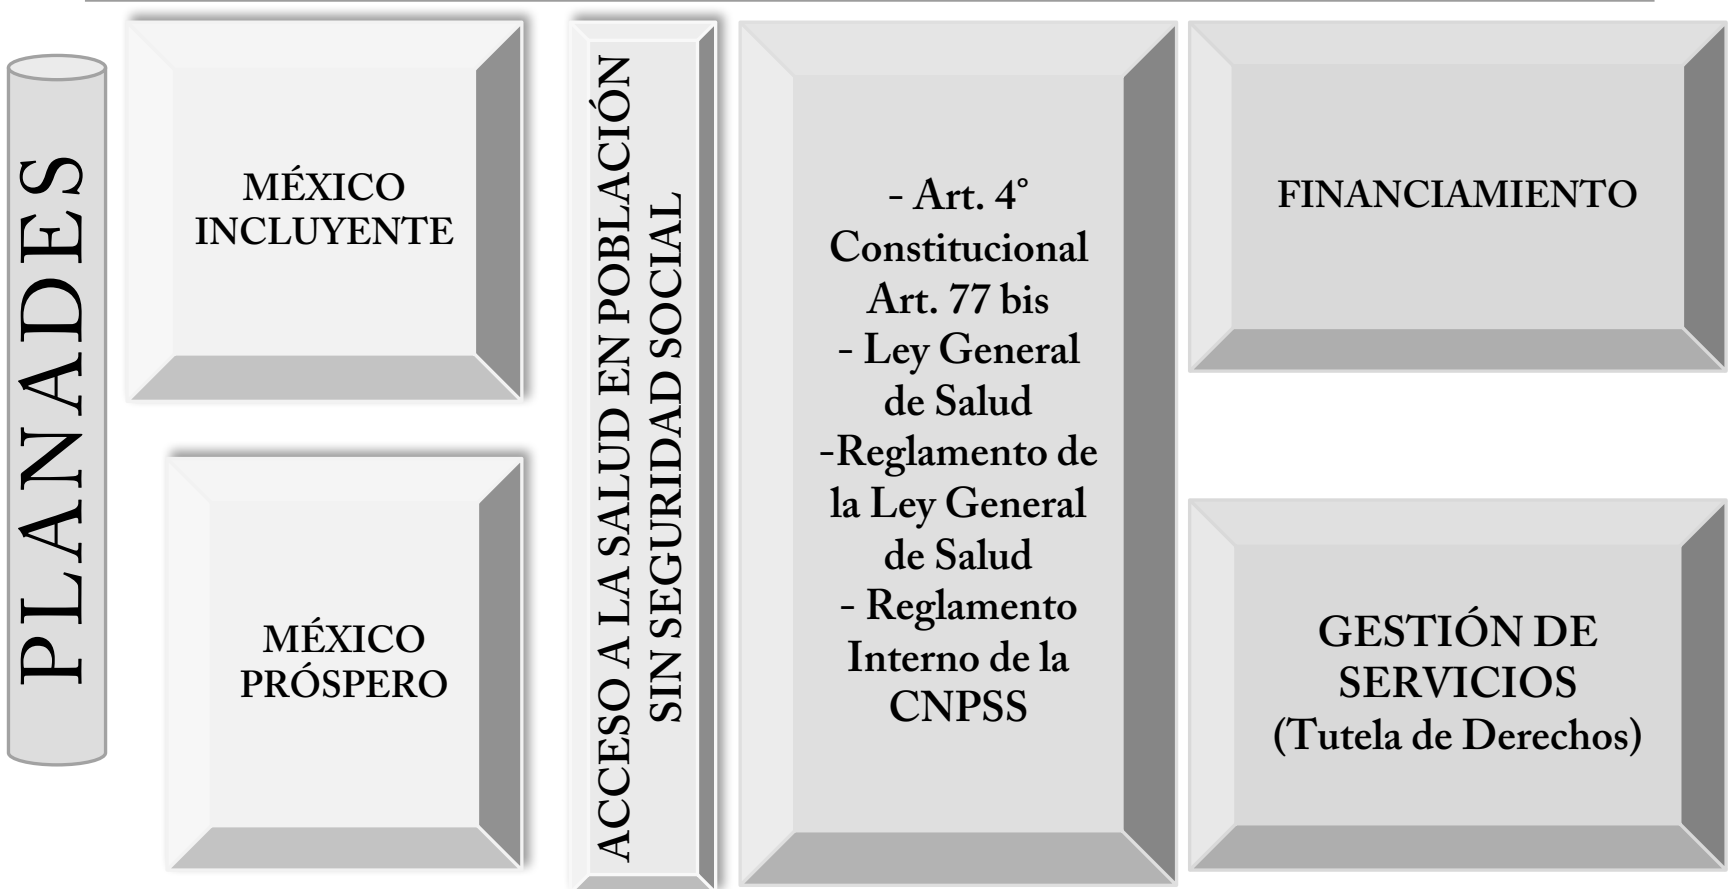 PLANADES
MÉXICO
INCLUYENTE
MÉXICO
PRÓSPERO
ACCESO A LA SALUD EN POBLACIÓN
SIN SEGURIDAD SOCIAL
- Art. 4°
Constitucional
Art. 77 bis
- Ley General
de Salud
-Reglamento de
la Ley General
de Salud
- Reglamento
Interno de la
CNPSS
FINANCIAMIENTO
GESTIÓN DE
SERVICIOS
(Tutela de Derechos)